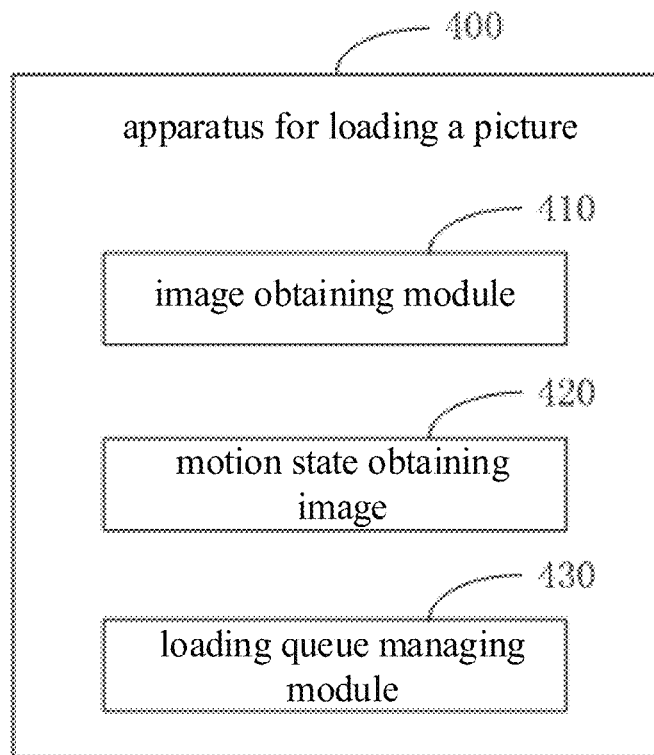 400
apparatus for loading a picture
410
image obtaining module
420
motion state obtaining
image
430
loading queue managing
module